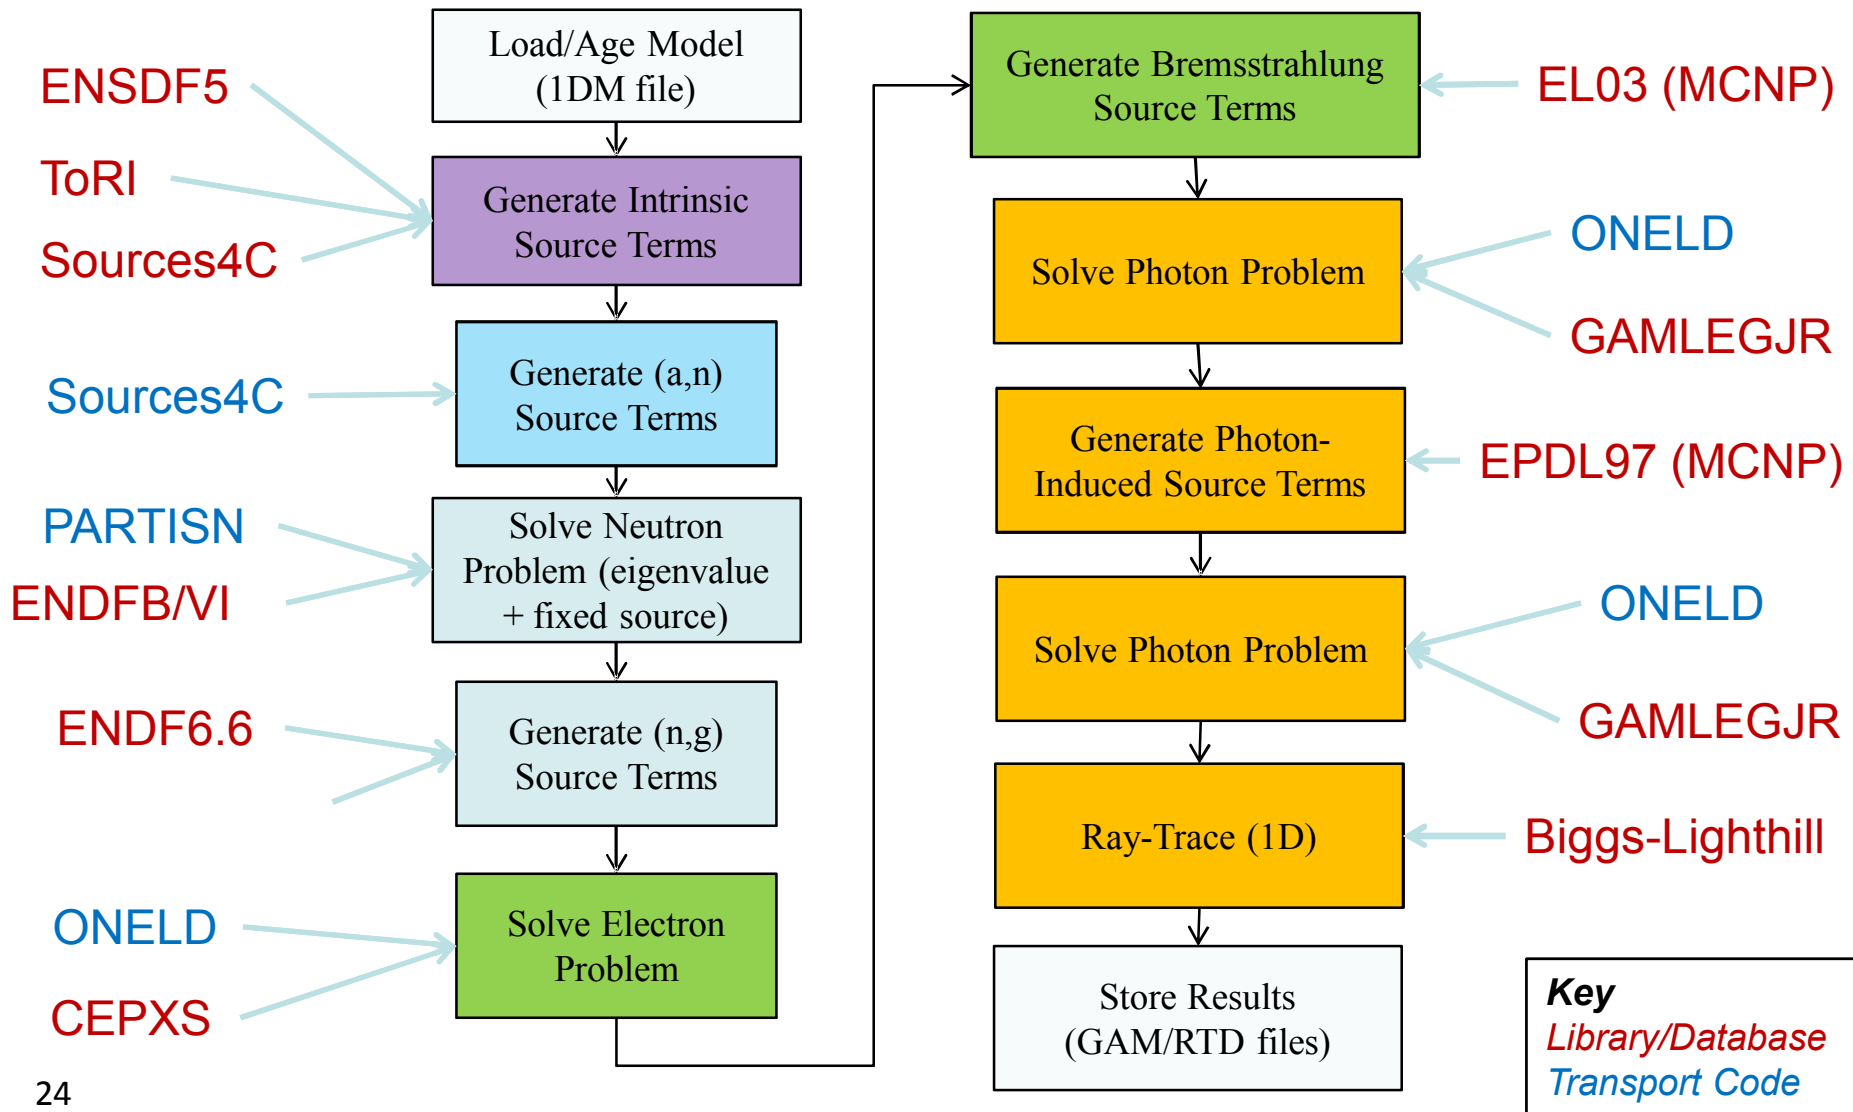 ENSDF5
ToRI
Sources4C
Load/Age Model
(1DM file)
Generate Intrinsic
Source Terms
Sources4C
Generate (a,n)
Source Terms
PARTISN
ENDFB/VI
Solve Neutron
Problem (eigenvalue
+ fixed source)
ENDF6.6
Generate (n,g)
Source Terms
ONELD
CEPXS
Solve Electron
Problem
Generate Bremsstrahlung
Source Terms
EL03 (MCNP)
Solve Photon Problem
ONELD
GAMLEGJR
Generate Photon-
Induced Source Terms
EPDL97 (MCNP)
Solve Photon Problem
ONELD
GAMLEGJR
Ray-Trace (1D)
Biggs-Lighthill
Store Results
(GAM/RTD files)
Key
Library/Database
Transport Code
24